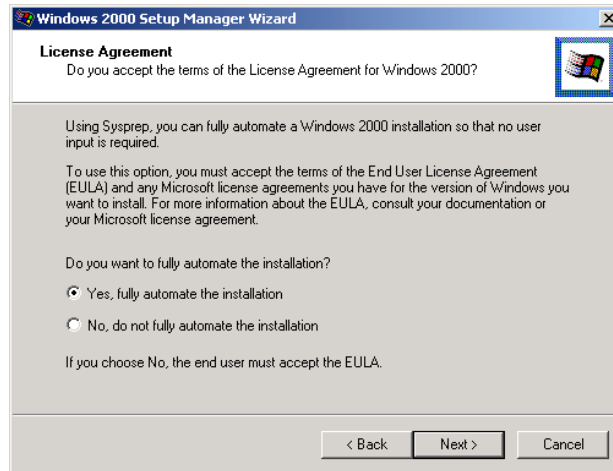 Windows 2000 Setup Manager Wizard
License Agreement
Do you accept the terms of the License Agreement for Windows 2000?
Using Sysprep, you can fully automate a Windows 2000 installation so that no user
input is required.
To use this option, you must accept the terms of the End User License Agreement
(EULA) and any Microsoft license agreements you have for the version of Windows you
want to install. For more information about the EULA, consult your documentation or
your Microsoft license agreement.
Do you want to fully automate the installation?
Yes, fully automate the installation
No, do not fully automate the installation
If you choose No, the end user must accept the EULA.
< Back Next > Cancel